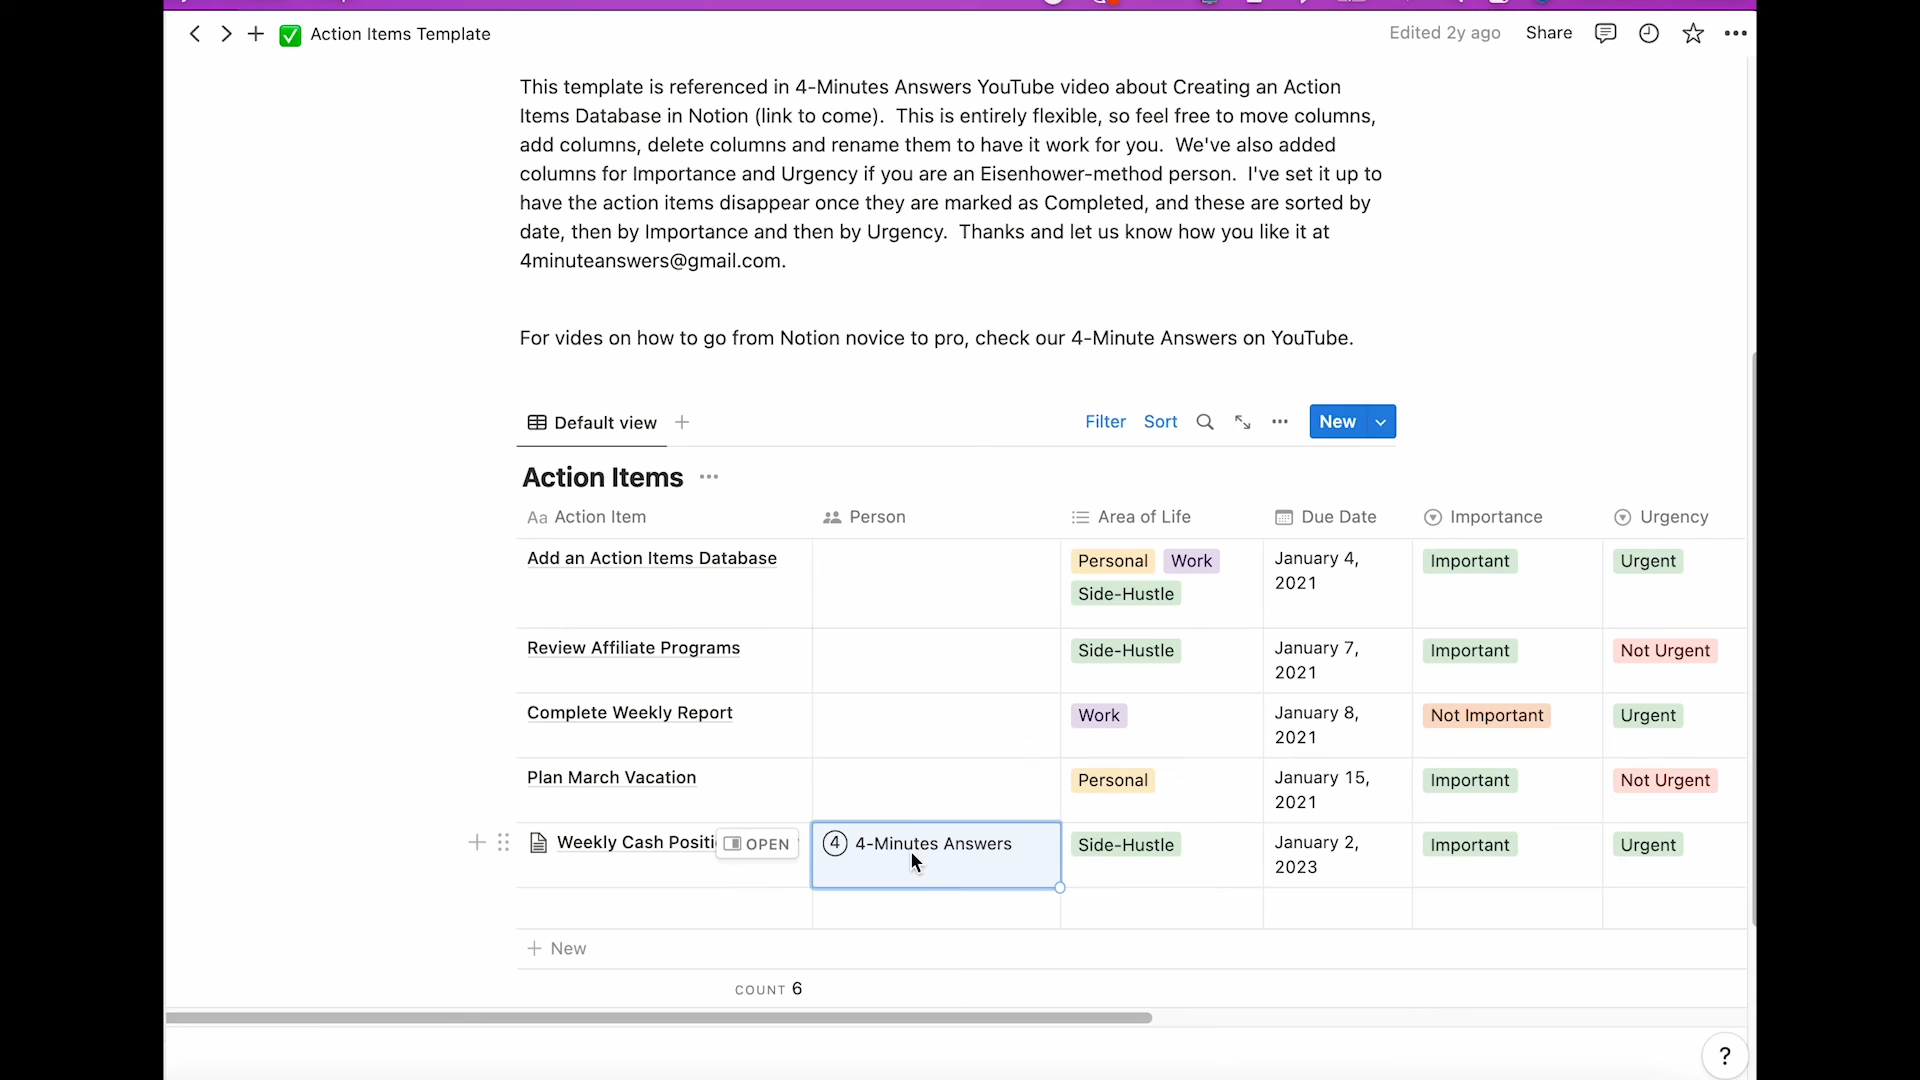 Action Items Template
Edited 2y ago Share
This template is referenced in 4-Minutes Answers YouTube video about Creating an Action
Items Database in Notion (link to come).  This is entirely flexible, so feel free to move columns,
add columns, delete columns and rename them to have it work for you.  We've also added
columns for Importance and Urgency if you are an Eisenhower-method person.  I've set it up to
have the action items disappear once they are marked as Completed, and these are sorted by
date, then by Importance and then by Urgency.  Thanks and let us know how you like it at
4minuteanswers@gmail.com.
For vides on how to go from Notion novice to pro, check our 4-Minute Answers on YouTube.
Default view
Filter Sort New
Action Items
Aa Action Item Person Area of Life Due Date Importance Urgency
Add an Action Items Database Personal Work January 4, Important Urgent
Side-Hustle 2021
Review Affiliate Programs Side-Hustle January 7, Important Not Urgent
2021
Complete Weekly Report Work January 8, Not Important Urgent
2021
Plan March Vacation Personal January 15, Important Not Urgent
2021
Weekly Cash Positi OPEN 4 4-Minutes Answers Side-Hustle January 2, Important Urgent
2023
+ New
COUNT 6
?